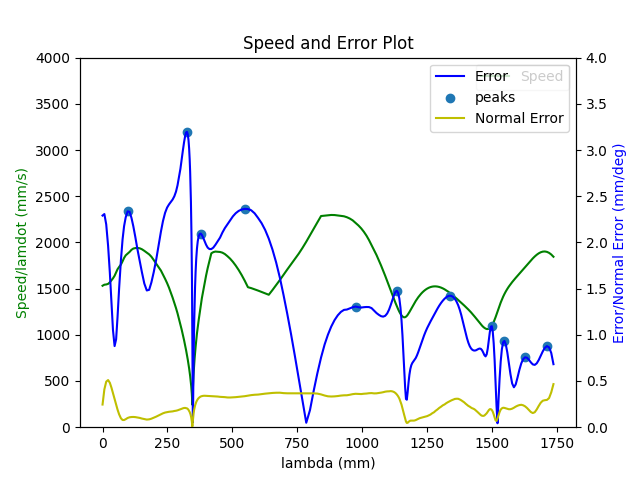 Speed and Error Plot
Speed/lamdot (mm/s)
4000
3500
3000
2500
2000
1500
1000
500
0
Error
Speed
peaks
Normal Error
4.0
3.5
3.0
2.5
2.0
1.5
1.0
0.5
0.0
Error/Normal Error (mm/deg)
0 250 500 750 1000 1250 1500 1750
lambda (mm)